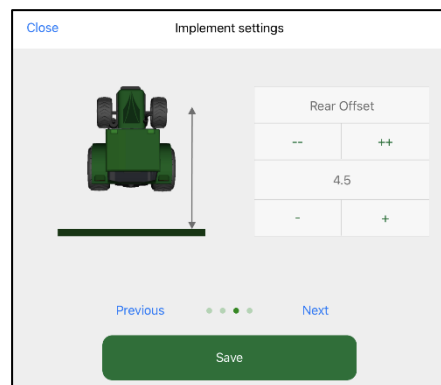 Close
Implement settings
Rear Offset
--
++
4.5
-
+
Previous
Next
Save